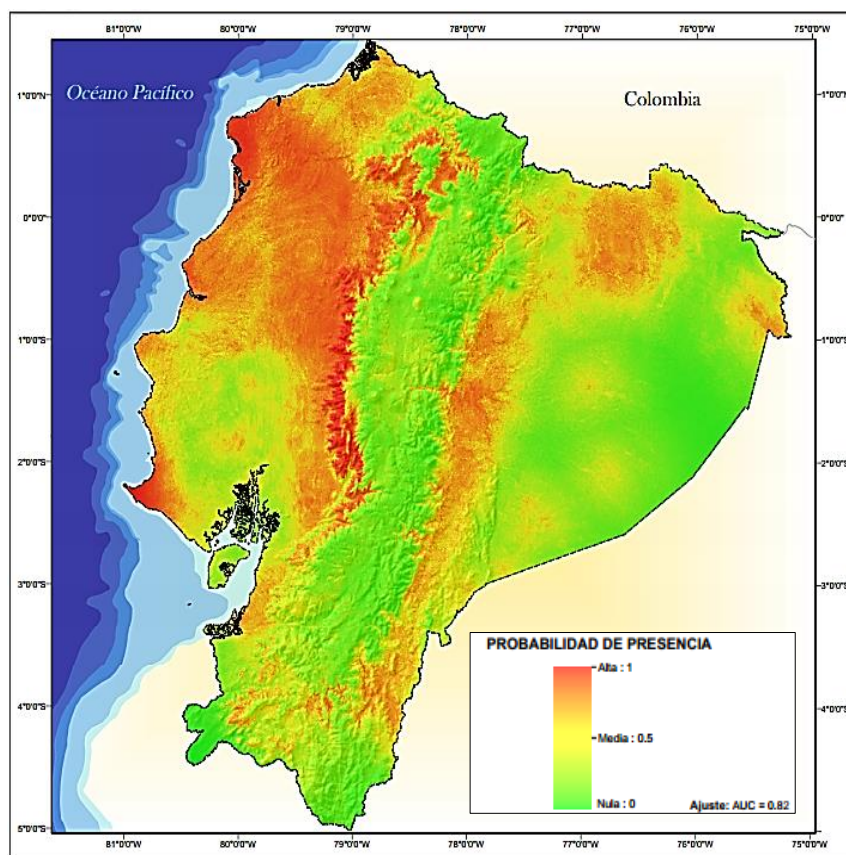 81°0'0"W 80°0'0"W 79°0'0"W 78°0'0"W 77°0'0"W 76°0'0"W 75°0'0"W
Océano Pacífico
Colombia
1°0'0"N 1°0'0"N
0°0'0" 0°0'0"
1°0'0"S 1°0'0"S
2°0'0"S 2°0'0"S
3°0'0"S 3°0'0"S
PROBABILIDAD DE PRESENCIA
Alta : 1
Media : 0.5
Nula : 0
Ajuste: AUC = 0.82
4°0'0"S 4°0'0"S
5°0'0"S 5°0'0"S
81°0'0"W 80°0'0"W 79°0'0"W 78°0'0"W 77°0'0"W 76°0'0"W 75°0'0"W